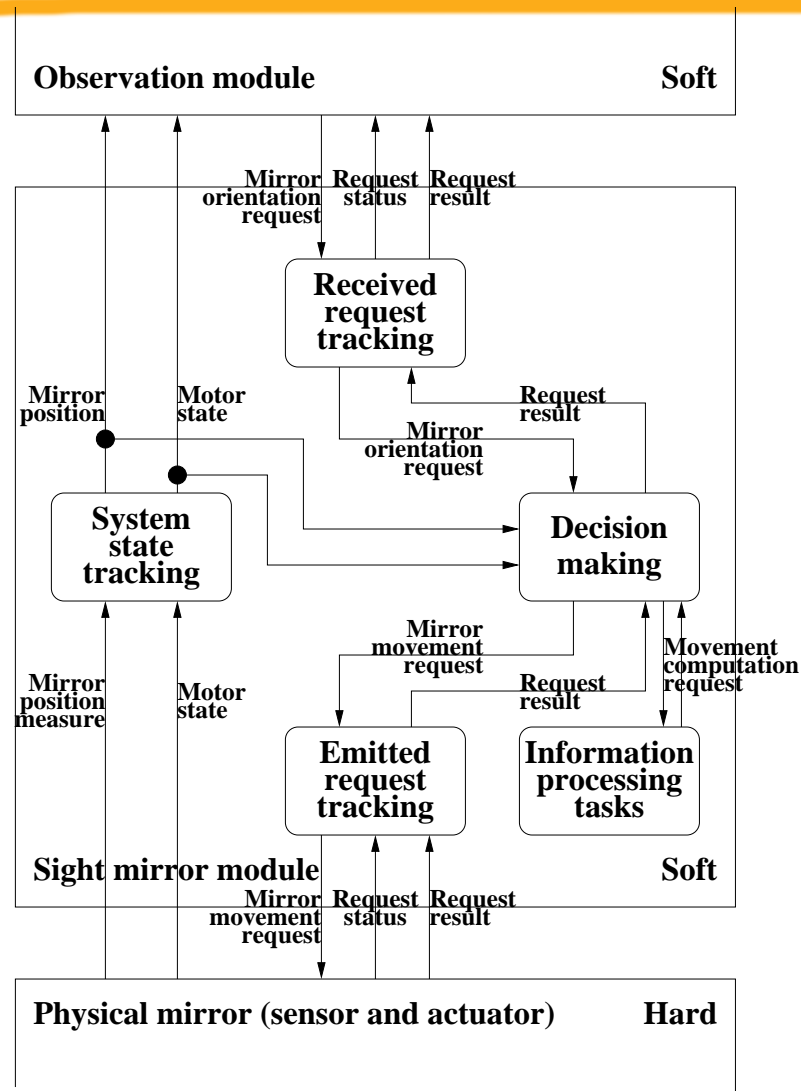 Observation module Soft
Mirror
orientation
request
Request
status
Request
result
Received
request
tracking
Mirror
position
Motor
state
Request
result
Mirror
orientation
request
System
state
tracking
Decision
making
Mirror
movement
request
Movement
computation
request
Mirror
position
measure
Motor
state
Request
result
Emitted
request
tracking
Information
processing
tasks
Sight mirror module Soft
Mirror
movement
request
Request
status
Request
result
Physical mirror (sensor and actuator) Hard